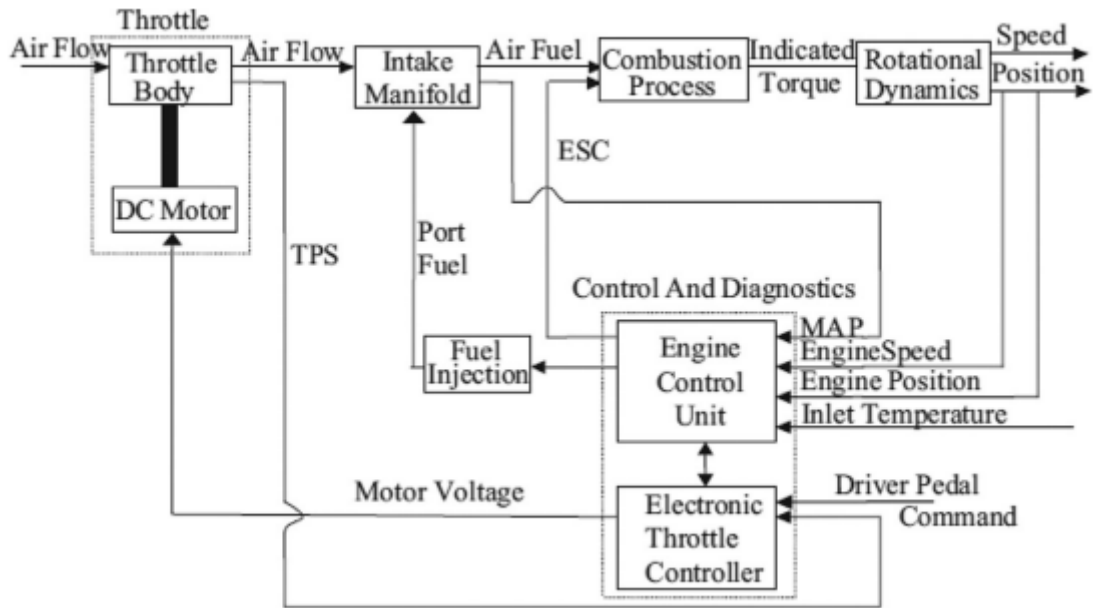 Throttle
Air Flow
Throttle
Body
Air Flow
Intake
Manifold
Air Fuel
Combustion
Process
Indicated
Torque
Rotational
Dynamics
Speed
Position
DC Motor
TPS
Port
Fuel
ESC
Control And Diagnostics
Fuel
Injection
Engine
Control
Unit
MAP
EngineSpeed
Engine Position
Inlet Temperature
Motor Voltage
Electronic
Throttle
Controller
Driver Pedal
Command